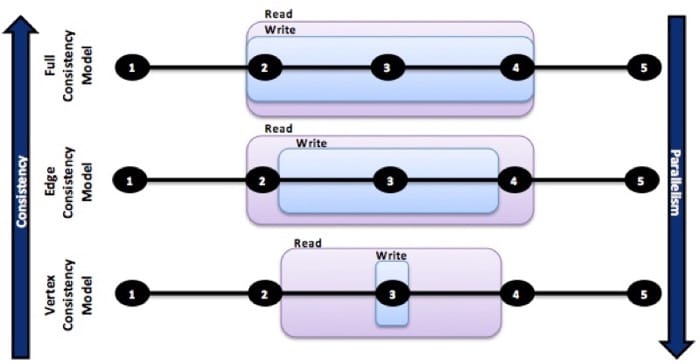 Consistency
Full
Consistency
Model
Read
Write
1
2
3
4
5
Edge
Consistency
Model
Read
Write
1
2
3
4
5
Vertex
Consistency
Model
Read
Write
1
2
3
4
5
Parallelism